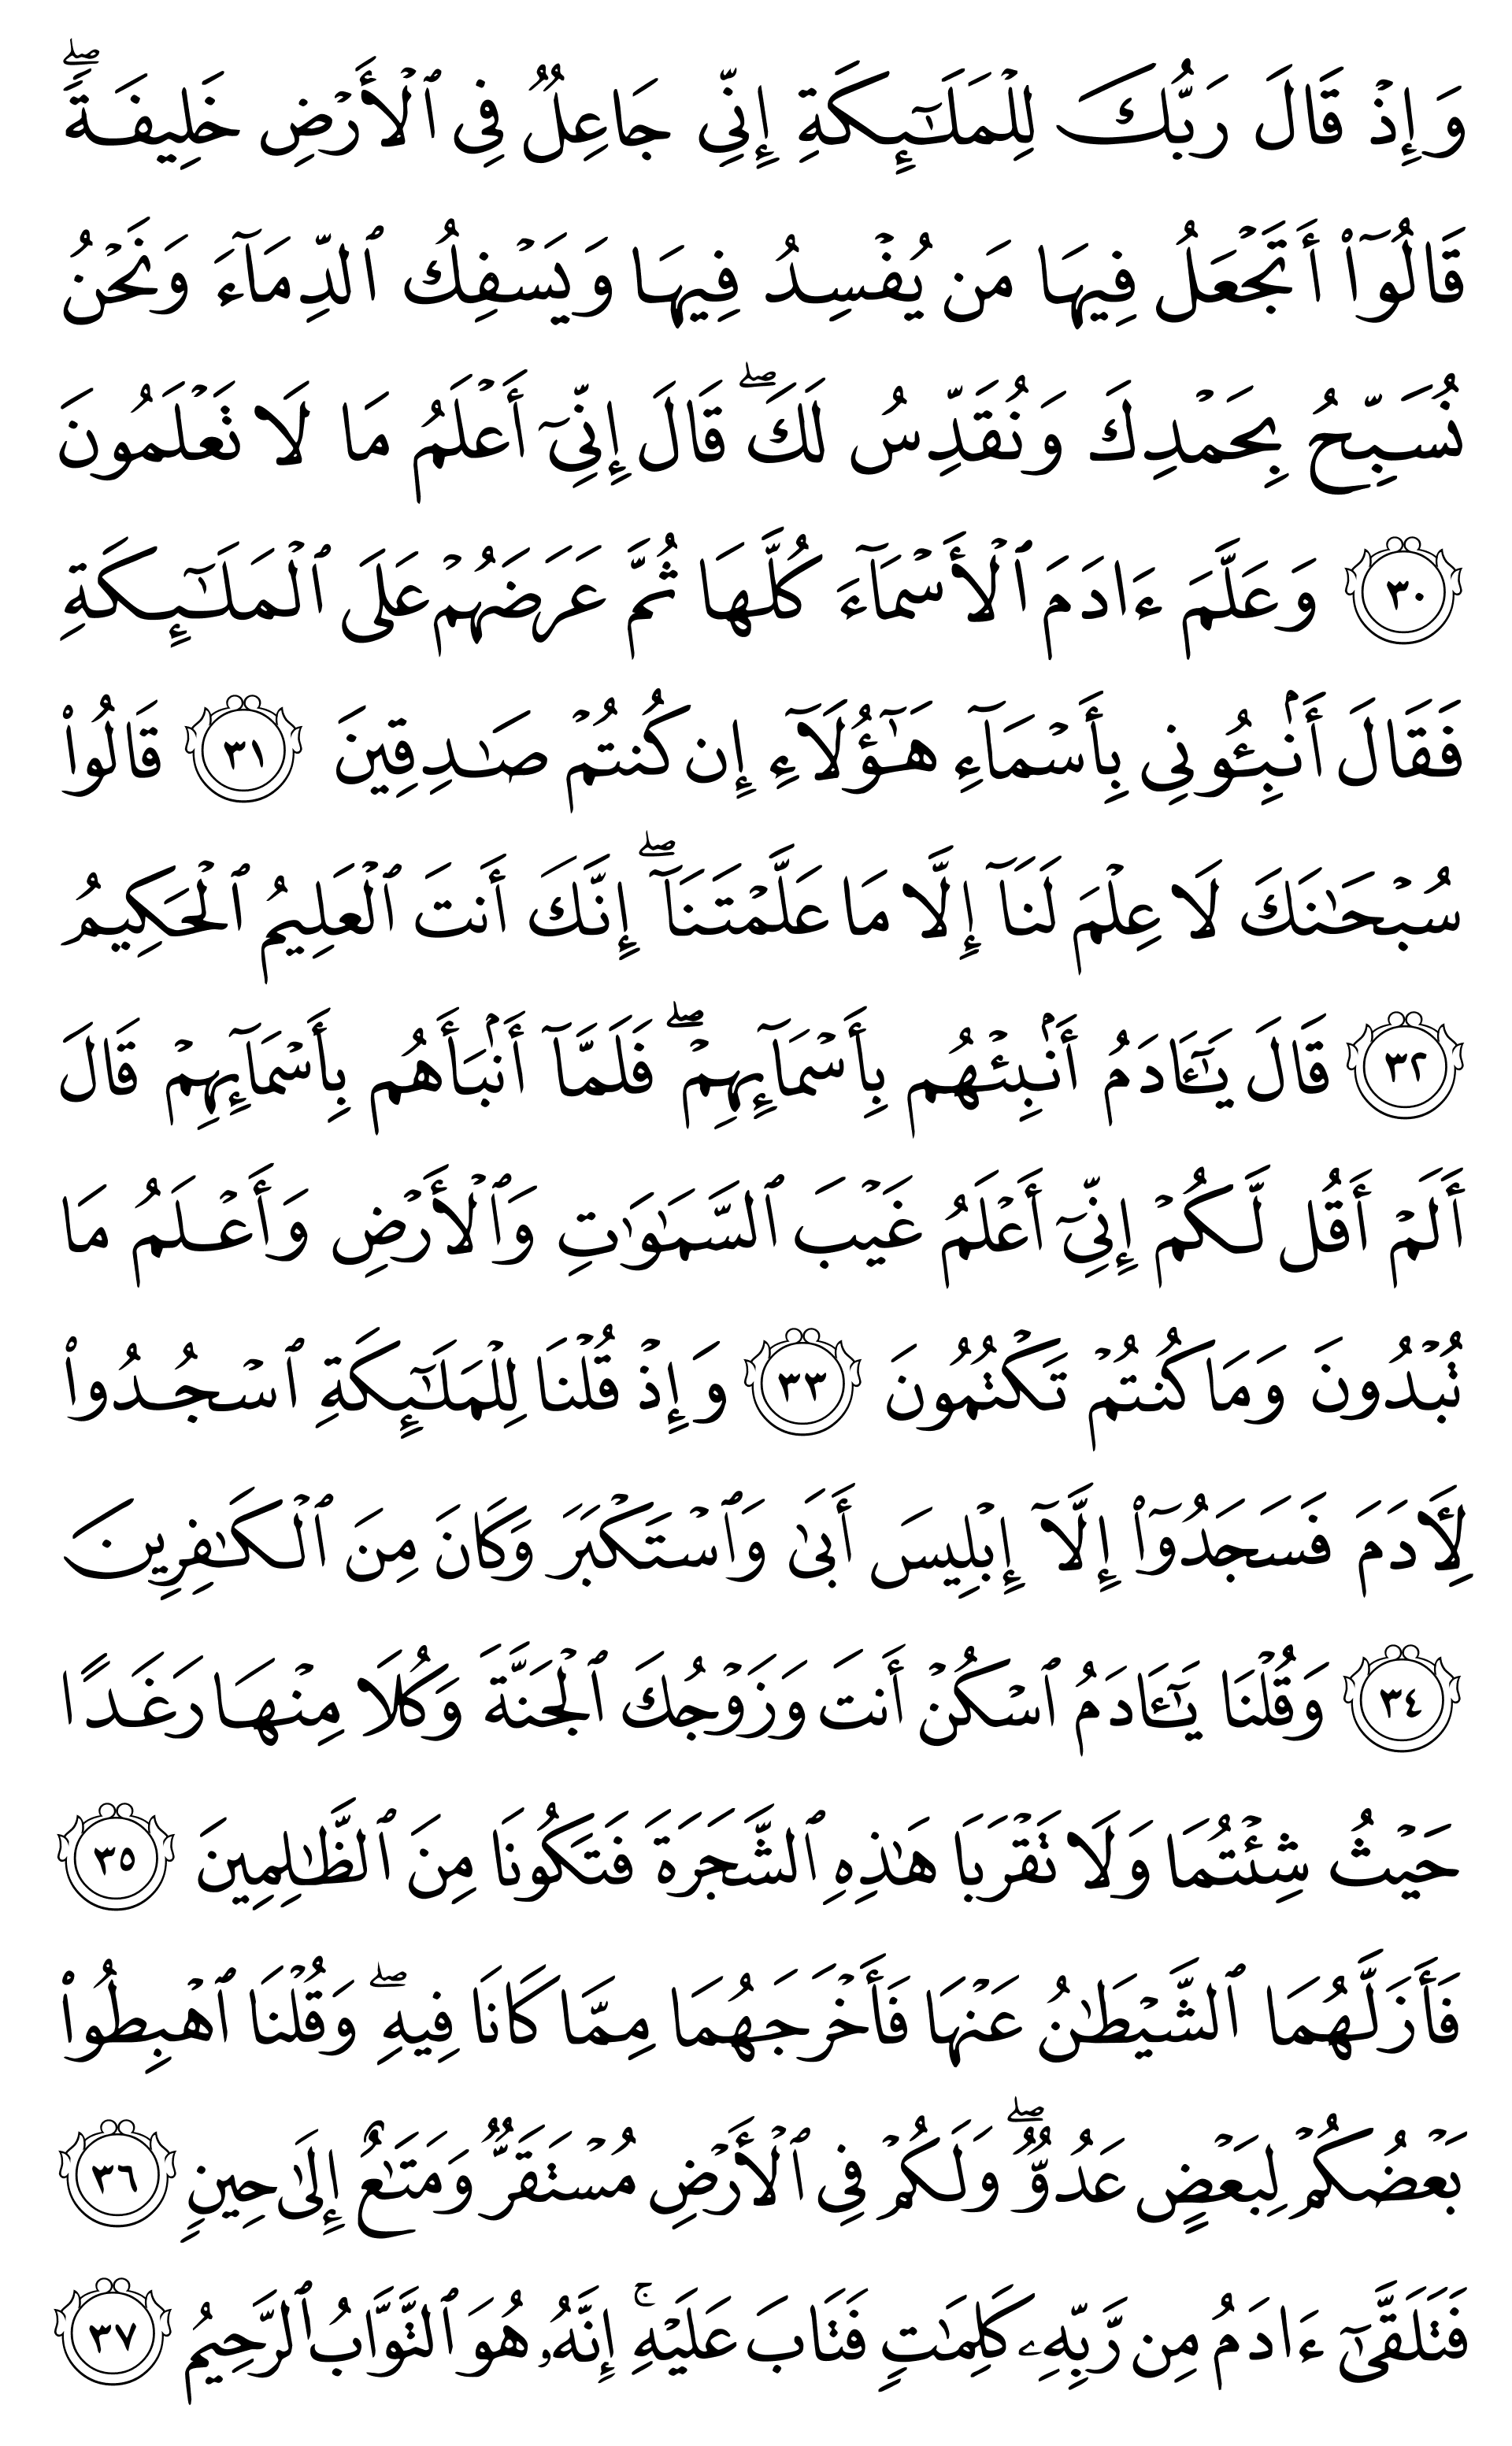 وَإِذۡ قَالَ رَبُّكَ لِلۡمَلَـٰٓئِكَةِ إِنِّي جَاعِلࣱ فِي ٱلۡأَرۡضِ خَلِيفَةࣰۖ
قَالُوٓاْ أَتَجۡعَلُ فِيهَا مَن يُفۡسِدُ فِيهَا وَيَسۡفِكُ ٱلدِّمَآءَ وَنَحۡنُ
نُسَبِّحُ بِحَمۡدِكَ وَنُقَدِّسُ لَكَۖ قَالَ إِنِّيٓ أَعۡلَمُ مَا لَا تَعۡلَمُونَ
٣٠ وَعَلَّمَ ءَادَمَ ٱلۡأَسۡمَآءَ كُلَّهَا ثُمَّ عَرَضَهُمۡ عَلَى ٱلۡمَلَـٰٓئِكَةِ
فَقَالَ أَنۢبِـُٔونِي بِأَسۡمَآءِ هَـٰٓؤُلَآءِ إِن كُنتُمۡ صَـٰدِقِينَ ٣١ قَالُواْ
سُبۡحَـٰنَكَ لَا عِلۡمَ لَنَآ إِلَّا مَا عَلَّمۡتَنَآۖ إِنَّكَ أَنتَ ٱلۡعَلِيمُ ٱلۡحَكِيمُ
٣٢ قَالَ يَـٰٓـَٔادَمُ أَنۢبِئۡهُم بِأَسۡمَآئِهِمۡۖ فَلَمَّآ أَنۢبَأَهُم بِأَسۡمَآئِهِمۡ قَالَ
أَلَمۡ أَقُل لَّكُمۡ إِنِّيٓ أَعۡلَمُ غَيۡبَ ٱلسَّمَـٰوَٰتِ وَٱلۡأَرۡضِ وَأَعۡلَمُ مَا
تُبۡدُونَ وَمَا كُنتُمۡ تَكۡتُمُونَ ٣٣ وَإِذۡ قُلۡنَا لِلۡمَلَـٰٓئِكَةِ ٱسۡجُدُواْ
لِأَٓدَمَ فَسَجَدُوٓاْ إِلَّآ إِبۡلِيسَ أَبَىٰ وَٱسۡتَكۡبَرَ وَكَانَ مِنَ ٱلۡكَـٰفِرِينَ
٣٤ وَقُلۡنَا يَـٰٓـَٔادَمُ ٱسۡكُنۡ أَنتَ وَزَوۡجُكَ ٱلۡجَنَّةَ وَكُلَا مِنۡهَا رَغَدًا
حَيۡثُ شِئۡتُمَا وَلَا تَقۡرَبَا هَـٰذِهِ ٱلشَّجَرَةَ فَتَكُونَا مِنَ ٱلظَّـٰلِمِينَ ٣٥
فَأَزَلَّهُمَا ٱلشَّيۡطَـٰنُ عَنۡهَا فَأَخۡرَجَهُمَا مِمَّا كَانَا فِيهِۖ وَقُلۡنَا ٱهۡبِطُواْ
بَعۡضُكُمۡ لِبَعۡضٍ عَدُوࣱّۖ وَلَكُمۡ فِي ٱلۡأَرۡضِ مُسۡتَقَرࣱّ وَمَتَـٰعٌ إِلَىٰ حِينࣲ ٣٦
فَتَلَقَّىٰٓ ءَادَمُ مِن رَّبِّهِۦ كَلِمَـٰتࣲ فَتَابَ عَلَيۡهِۚ إِنَّهُۥ هُوَ ٱلتَّوَّابُ ٱلرَّحِيمُ ٣٧